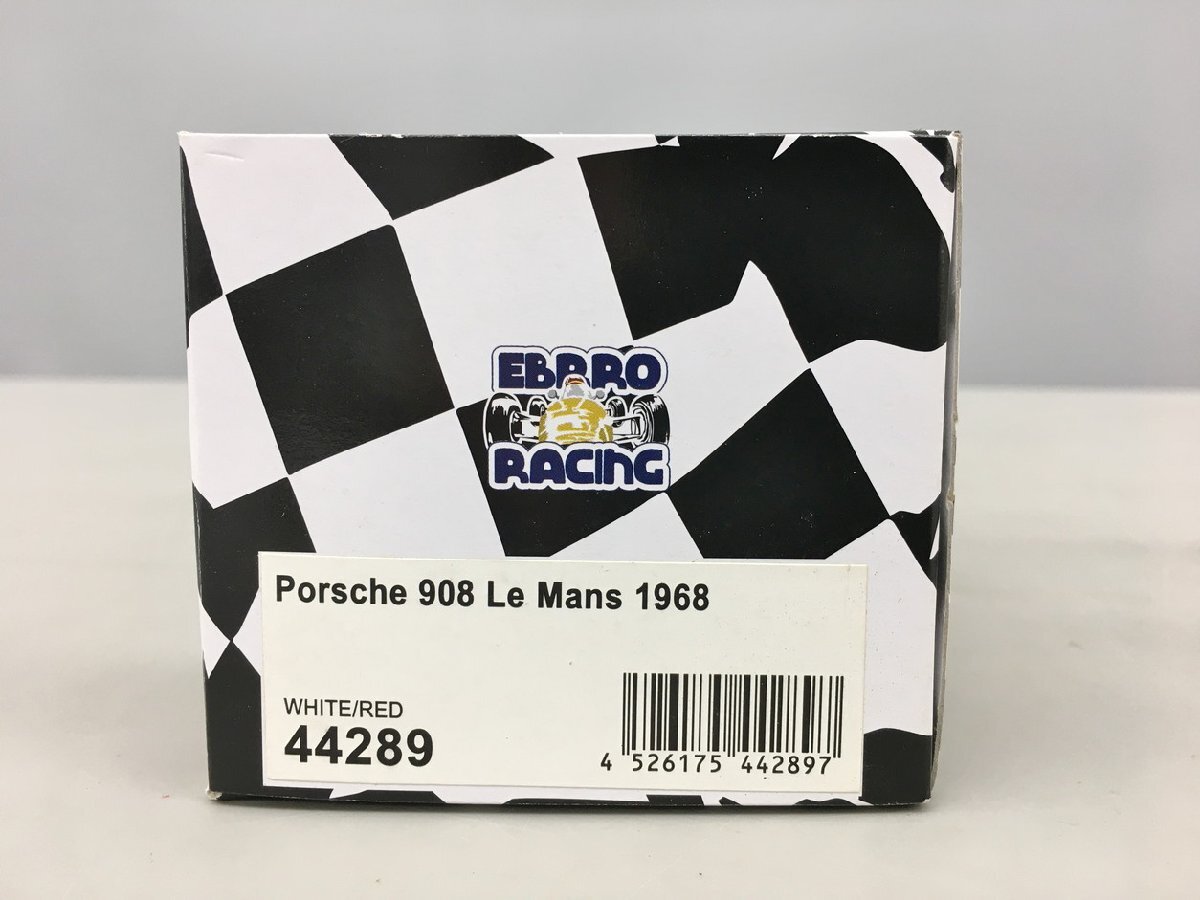 EBBRO
RACING
Porsche 908 Le Mans 1968
WHITE/RED
44289
4 526175 442897